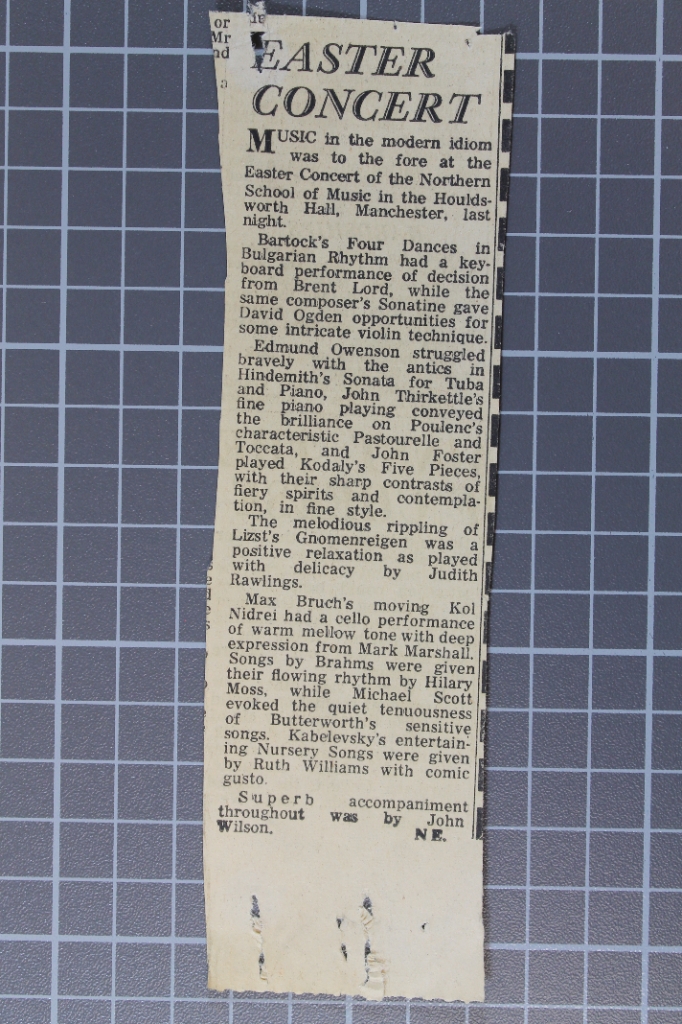 or
Mr
nd
a
EASTER
CONCERT
MUSIC in the modern idiom
was to the fore at the
Easter Concert of the Northern
School of Music in the Houlds-
worth Hall, Manchester, last
night.
Bartock's Four Dances in
Bulgarian Rhythm had a key-
board performance of decision
from Brent Lord, while the
same composer's Sonatine gave
David Ogden opportunities for
some intricate violin technique.
Edmund Owenson struggled
bravely with the antics in
Hindemith's Sonata for Tuba
and Piano, John Thirkettle's
fine piano playing conveyed
the brilliance on Poulenc's
characteristic Pastourelle and
Toccata, and John Foster
played Kodaly's Five Pieces,
with their sharp contrasts of
fiery spirits and contempla-
tion, in fine style.
The melodious rippling of
Lizst's Gnomenreigen was a
positive relaxation as played
with delicacy by Judith
Rawlings.
Max Bruch's moving Kol
Nidrei had a cello performance
of warm mellow tone with deep
expression from Mark Marshall.
Songs by Brahms were given
their flowing rhythm by Hilary
Moss, while Michael Scott
evoked the quiet tenuousness
of Butterworth's sensitive
songs. Kabelevsky's entertain-
ing Nursery Songs were given
by Ruth Williams with comic
gusto.
Superb accompaniment
throughout was by John
Wilson. N E.